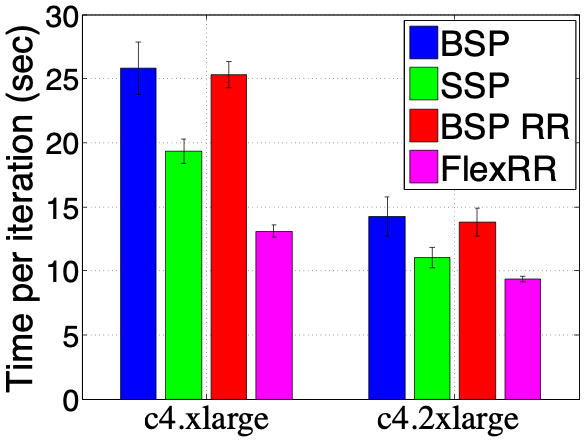 Time per iteration (sec)
30
25
20
15
10
5
0
BSP
SSP
BSP RR
FlexRR
c4.xlarge
c4.2xlarge